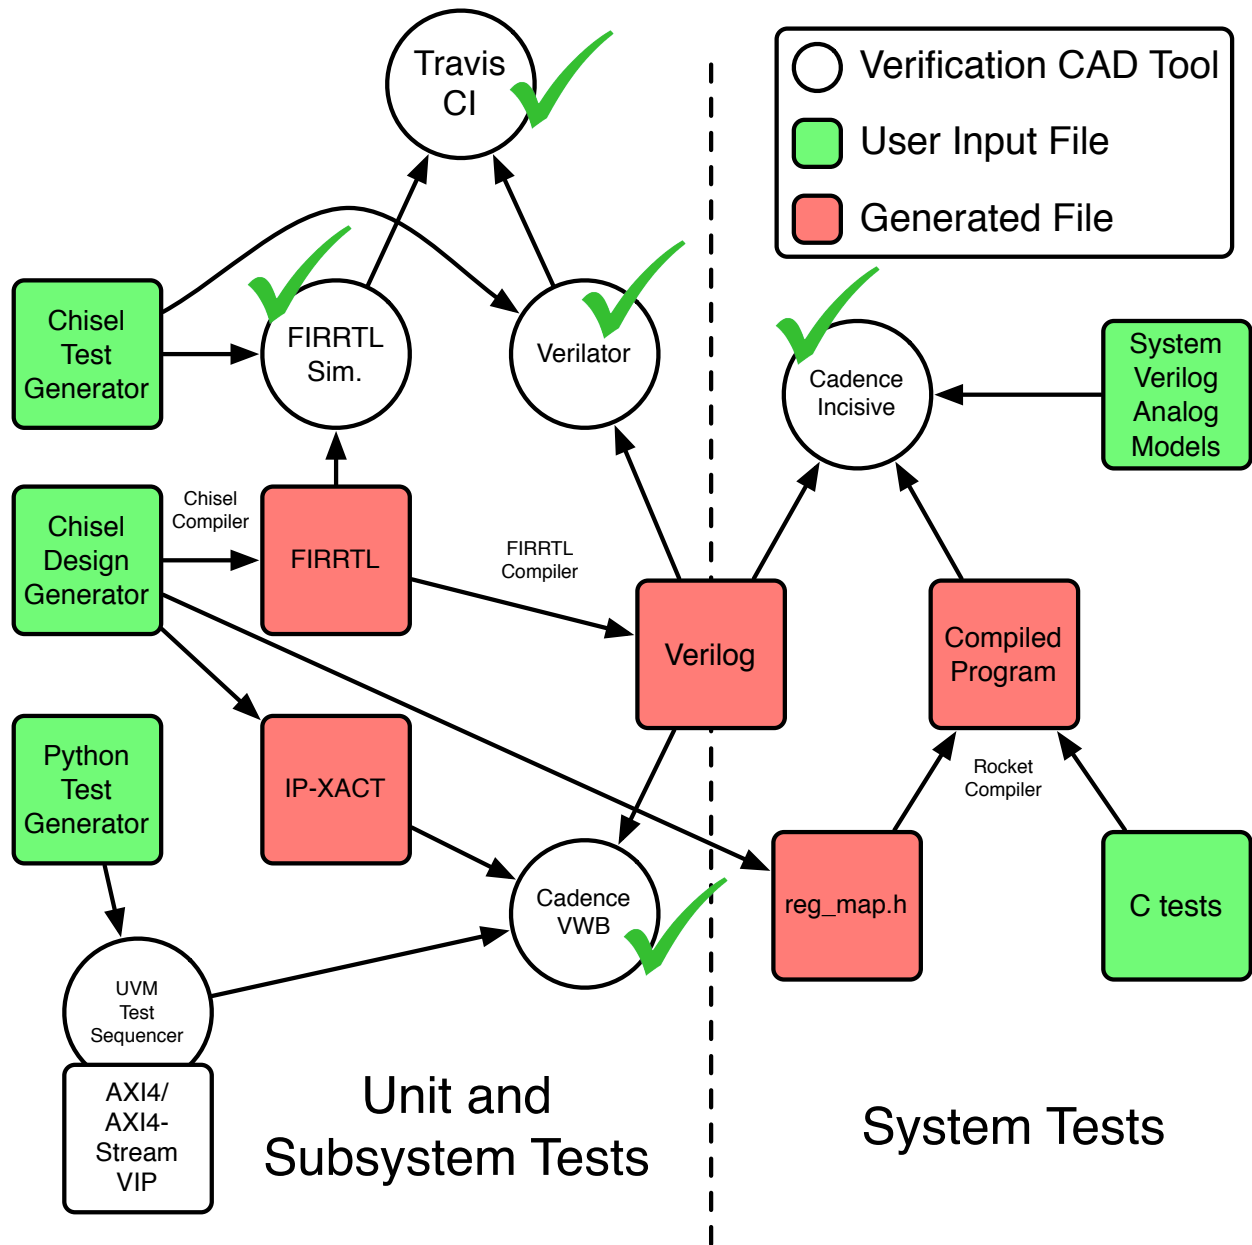 Travis
CI
Verification CAD Tool
User Input File
Generated File
Chisel
Test
Generator
FIRRTL
Sim.
Verilator
Cadence
Incisive
System
Verilog
Analog
Models
Chisel
Design
Generator
Chisel
Compiler
FIRRTL
FIRRTL
Compiler
Verilog
Compiled
Program
Python
Test
Generator
IP-XACT
Rocket
Compiler
Cadence
VWB
reg_map.h
C tests
UVM
Test
Sequencer
AXI4/
AXI4-
Stream
VIP
Unit and
Subsystem Tests
System Tests